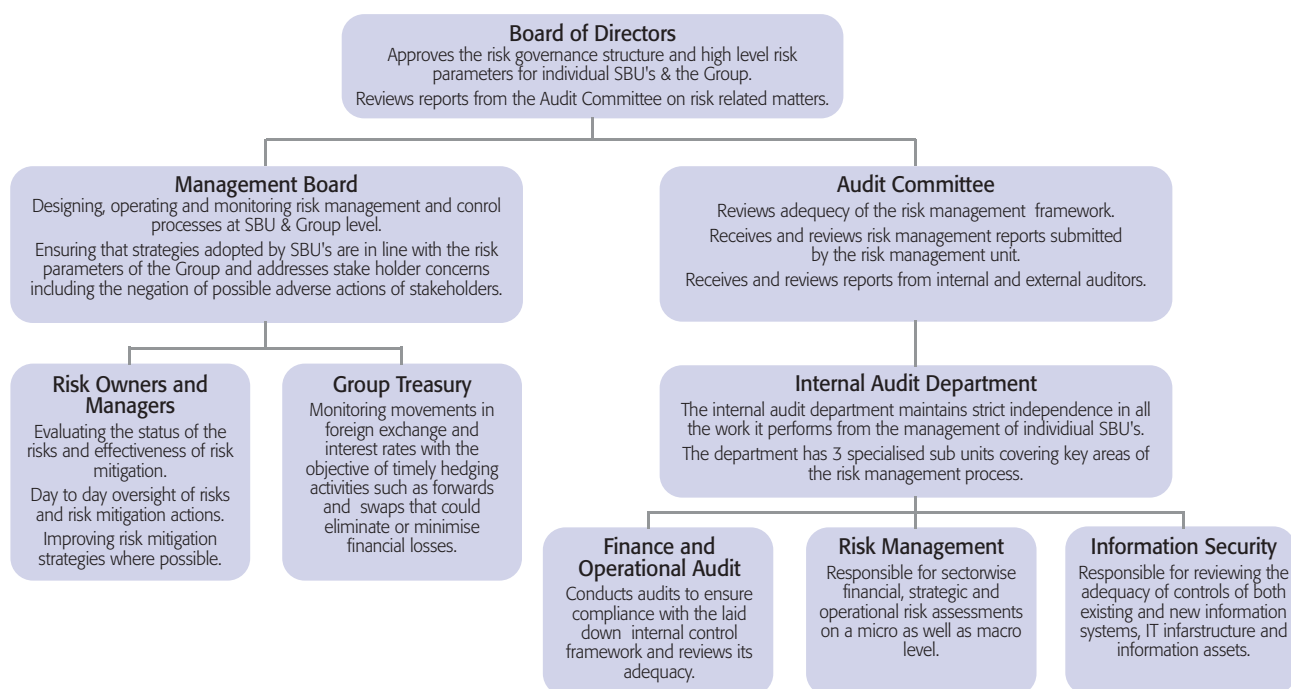 Board of Directors
Approves the risk governance structure and high level risk
parameters for individual SBU's & the Group.
Reviews reports from the Audit Committee on risk related matters.
Management Board
Designing, operating and monitoring risk management and conrol
processes at SBU & Group level.
Ensuring that strategies adopted by SBU's are in line with the risk
parameters of the Group and addresses stake holder concerns
including the negation of possible adverse actions of stakeholders.
Audit Committee
Reviews adequecy of the risk management framework.
Receives and reviews risk management reports submitted
by the risk management unit.
Receives and reviews reports from internal and external auditors.
Risk Owners and
Managers
Evaluating the status of the
risks and effectiveness of risk
mitigation.
Day to day oversight of risks
and risk mitigation actions.
Improving risk mitigation
strategies where possible.
Group Treasury
Monitoring movements in
foreign exchange and
interest rates with the
objective of timely hedging
activities such as forwards
and swaps that could
eliminate or minimise
financial losses.
Internal Audit Department
The internal audit department maintains strict independence in all
the work it performs from the management of individiual SBU's.
The department has 3 specialised sub units covering key areas of
the risk management process.
Finance and
Operational Audit
Conducts audits to ensure
compliance with the laid
down internal control
framework and reviews its
adequacy.
Risk Management
Responsible for sectorwise
financial, strategic and
operational risk assessments
on a micro as well as macro
level.
Information Security
Responsible for reviewing the
adequacy of controls of both
existing and new information
systems, IT infarstructure and
information assets.